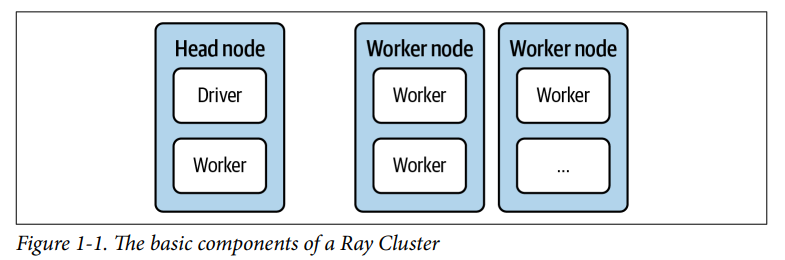 Head node
Driver
Worker
Worker node
Worker
Worker
Worker node
Worker
...
Figure 1-1. The basic components of a Ray Cluster